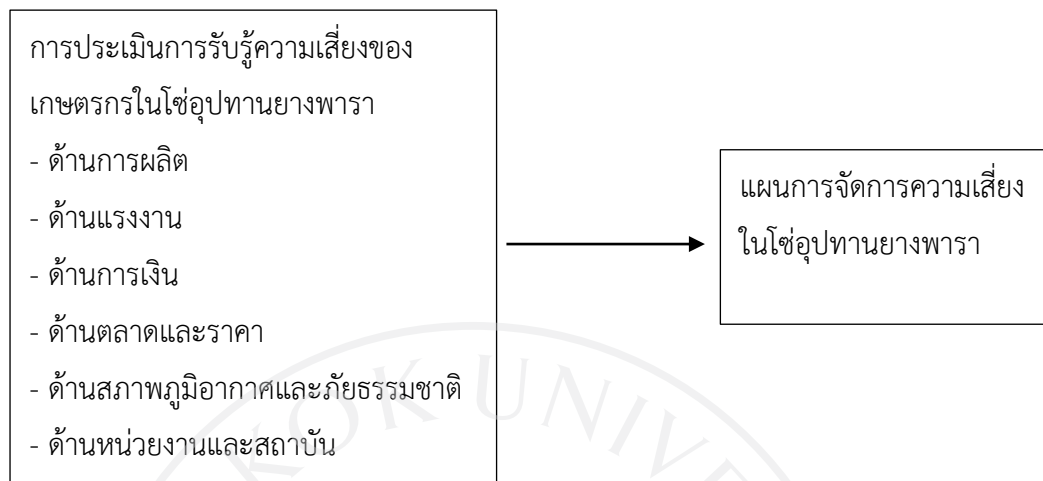 การประเมินการรับรู้ความเสี่ยงของ
เกษตรกรในโซ่อุปทานยางพารา
- ด้านการผลิต
- ด้านแรงงาน
- ด้านการเงิน
- ด้านตลาดและราคา
- ด้านสภาพภูมิอากาศและภัยธรรมชาติ
- ด้านหน่วยงานและสถาบัน
แผนการจัดการความเสี่ยง
ในโซ่อุปทานยางพารา
KOK UNIVE